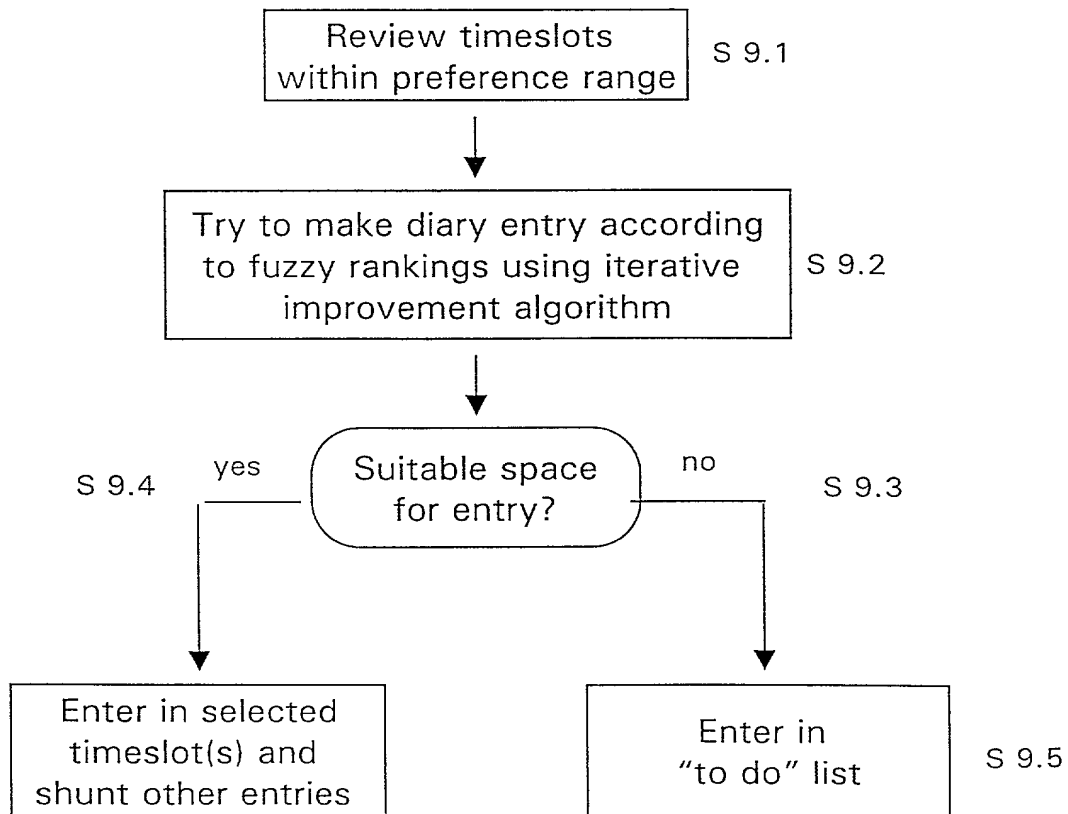 Review timeslots
within preference range
S 9.1
Try to make diary entry according
to fuzzy rankings using iterative
improvement algorithm
S 9.2
Suitable space
for entry?
yes
no
S 9.4
S 9.3
Enter in selected
timeslot(s) and
shunt other entries
Enter in
“to do” list
S 9.5